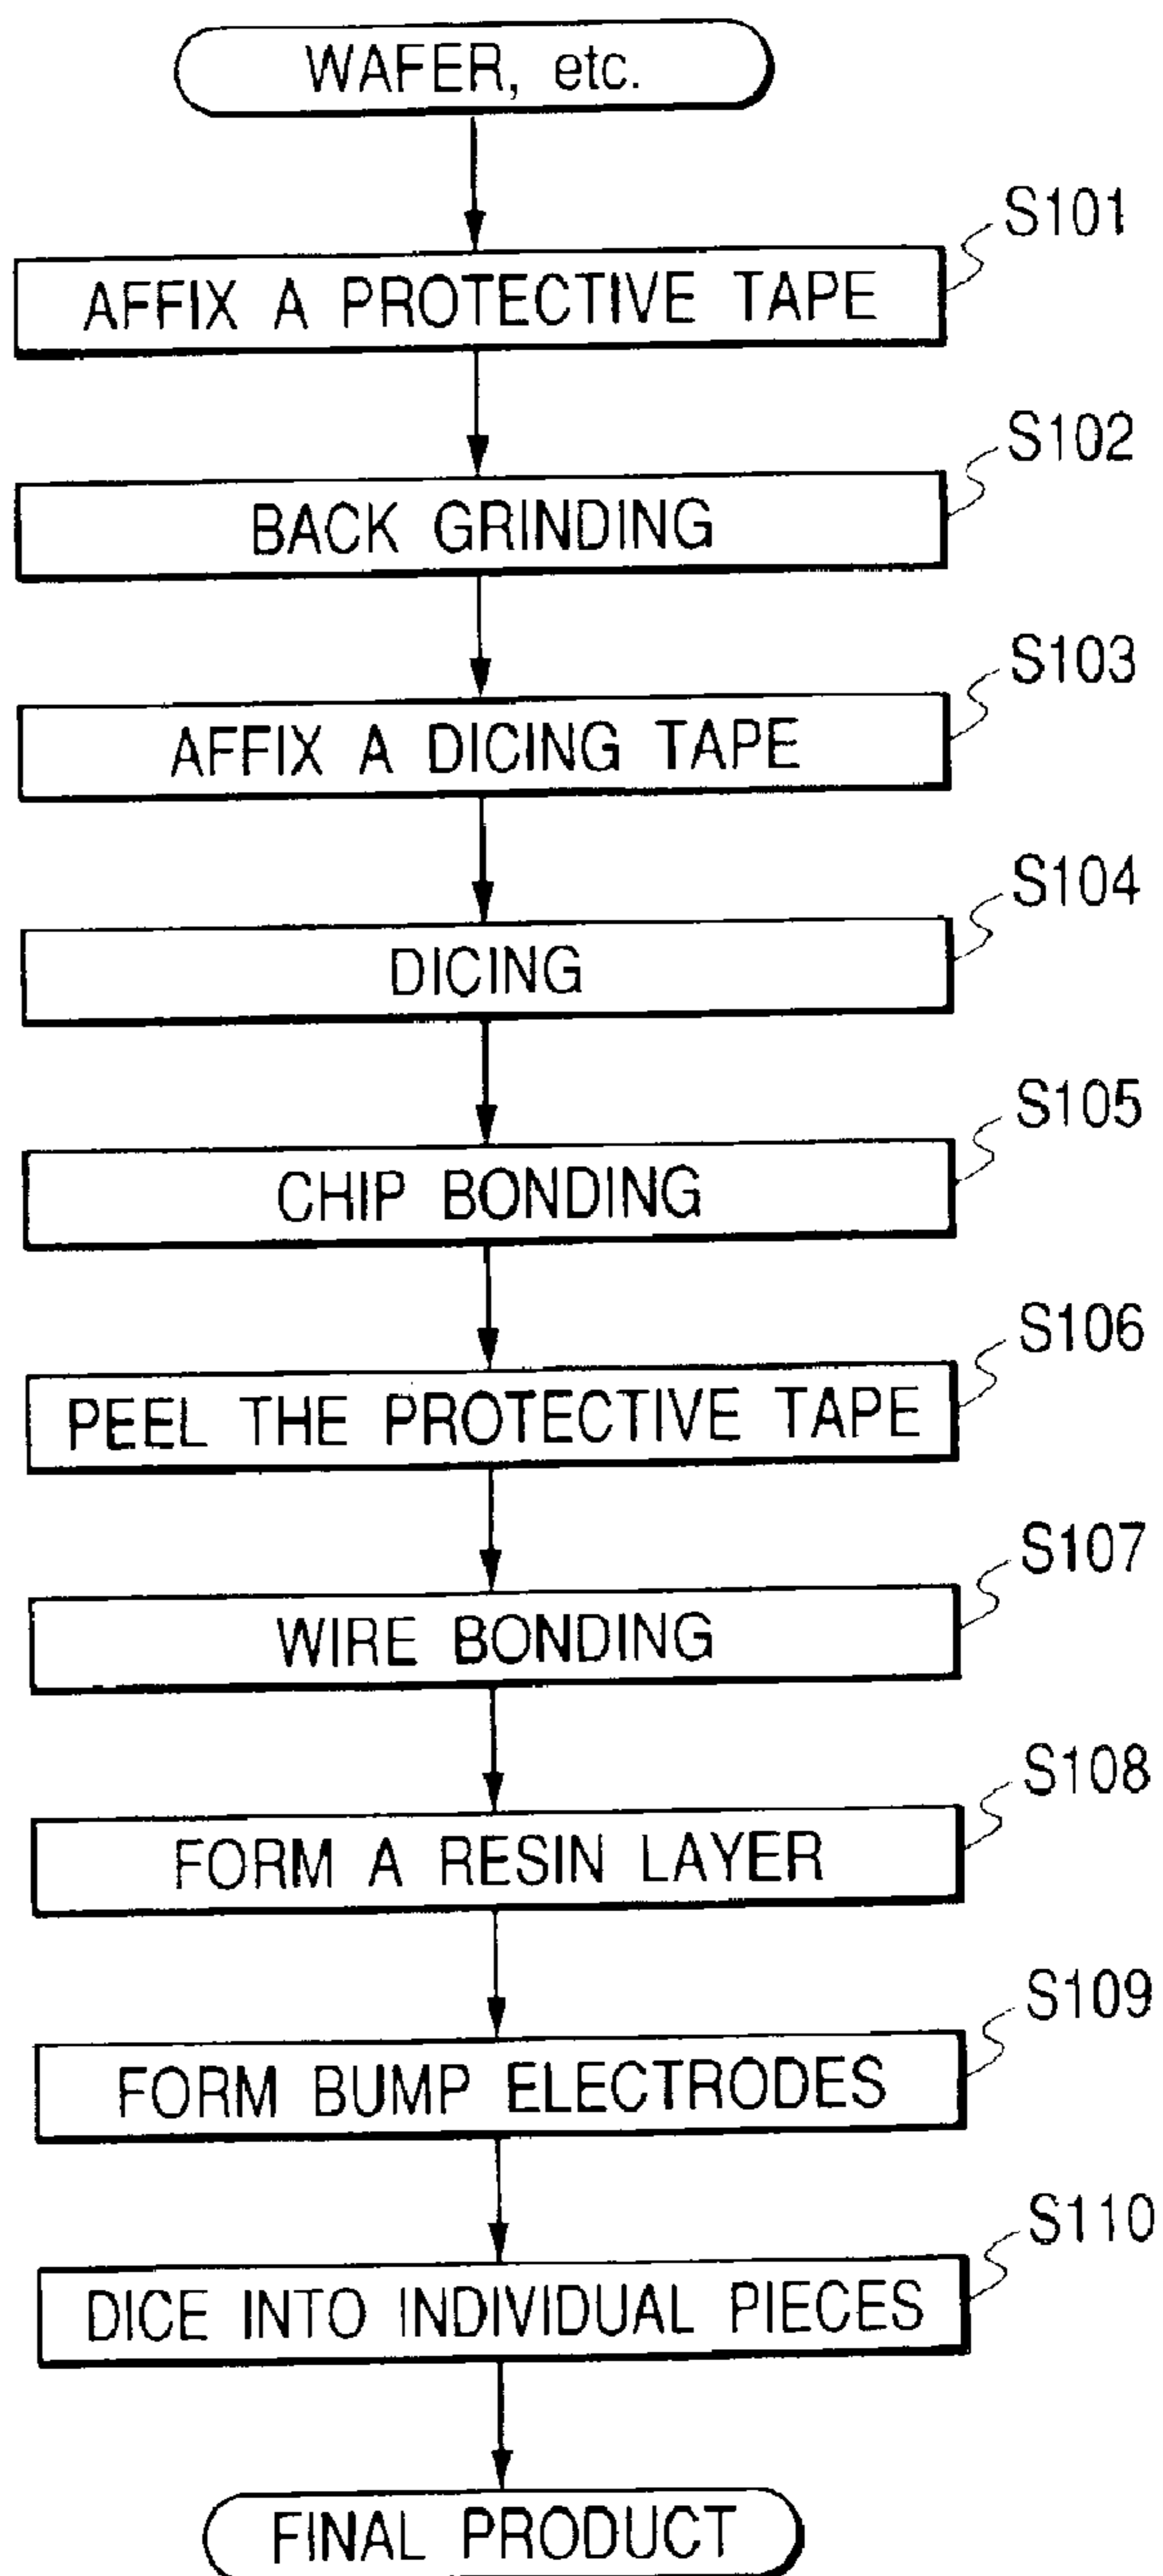 WAFER, etc.
S101
AFFIX A PROTECTIVE TAPE
S102
BACK GRINDING
S103
AFFIX A DICING TAPE
S104
DICING
S105
CHIP BONDING
S106
PEEL THE PROTECTIVE TAPE
S107
WIRE BONDING
S108
FORM A RESIN LAYER
S109
FORM BUMP ELECTRODES
S110
DICE INTO INDIVIDUAL PIECES
FINAL PRODUCT